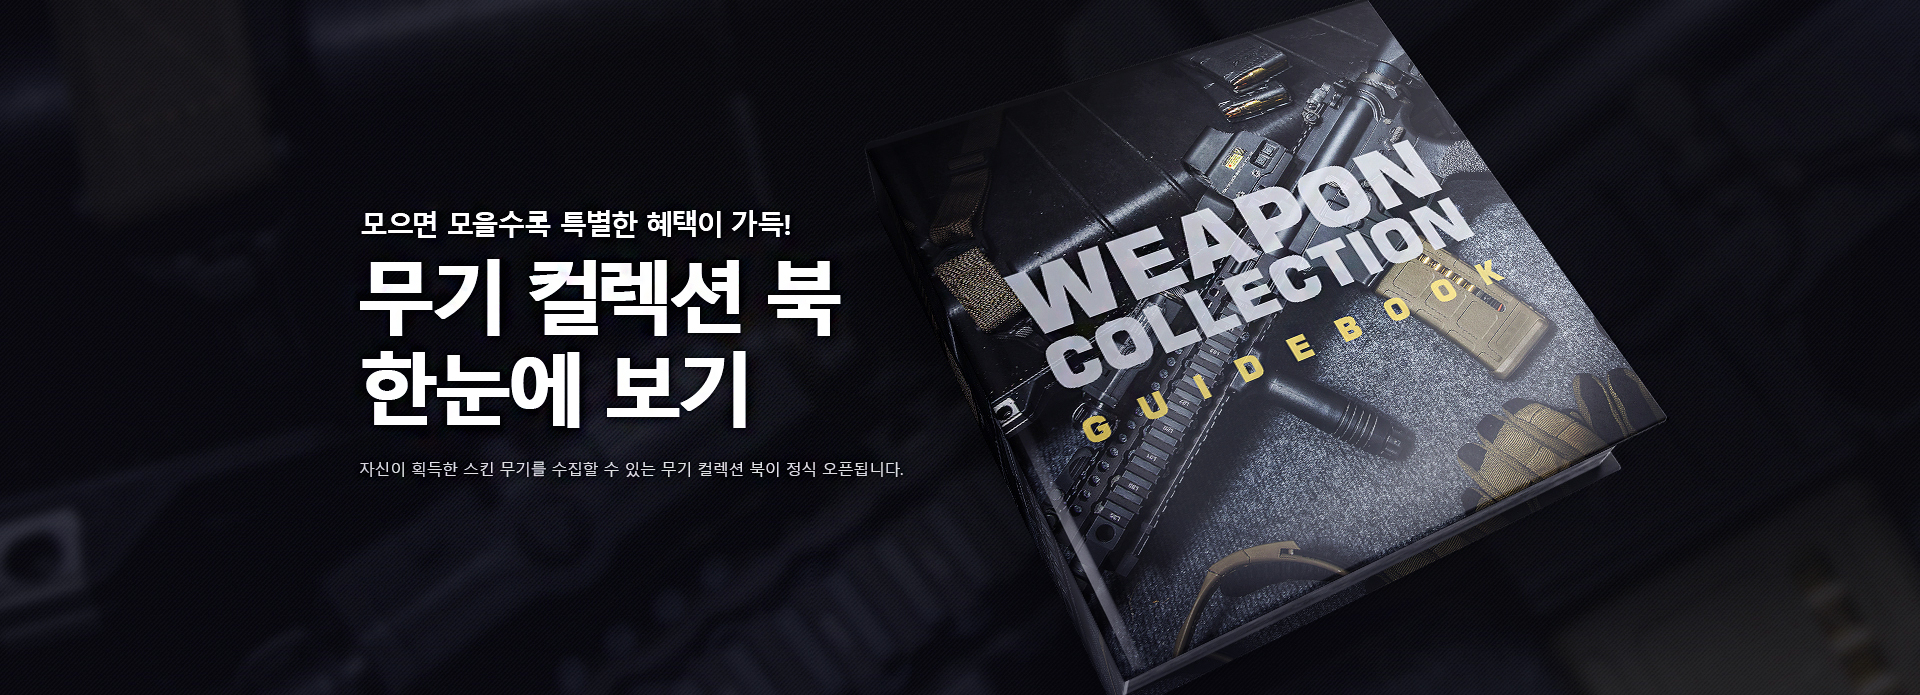 모으면 모을수록 특별한 혜택이 가득!
무기 컬렉션 북
한눈에 보기
자신이 획득한 스킨 무기를 수집할 수 있는 무기 컬렉션 북이 정식 오픈됩니다.
WEAPON
COLLECTION
GUIDEBOOK